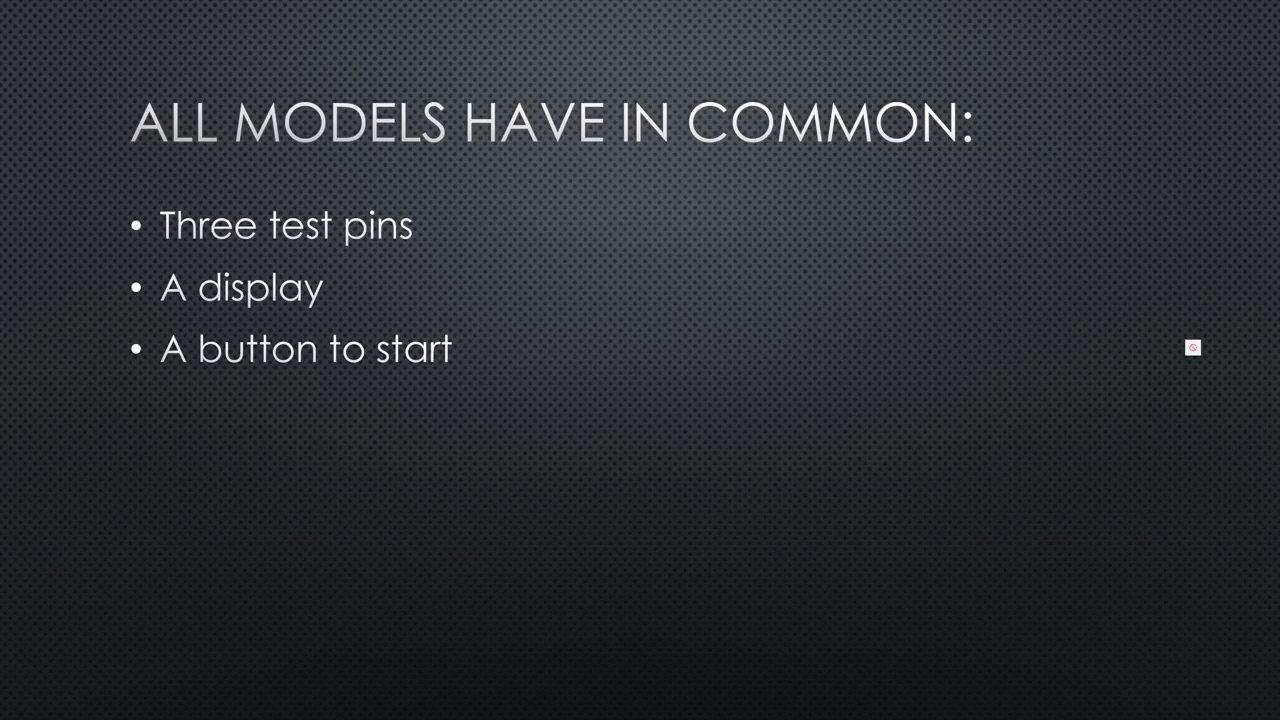 ALL MODELS HAVE IN COMMON:
• Three test pins
• A display
• A button to start